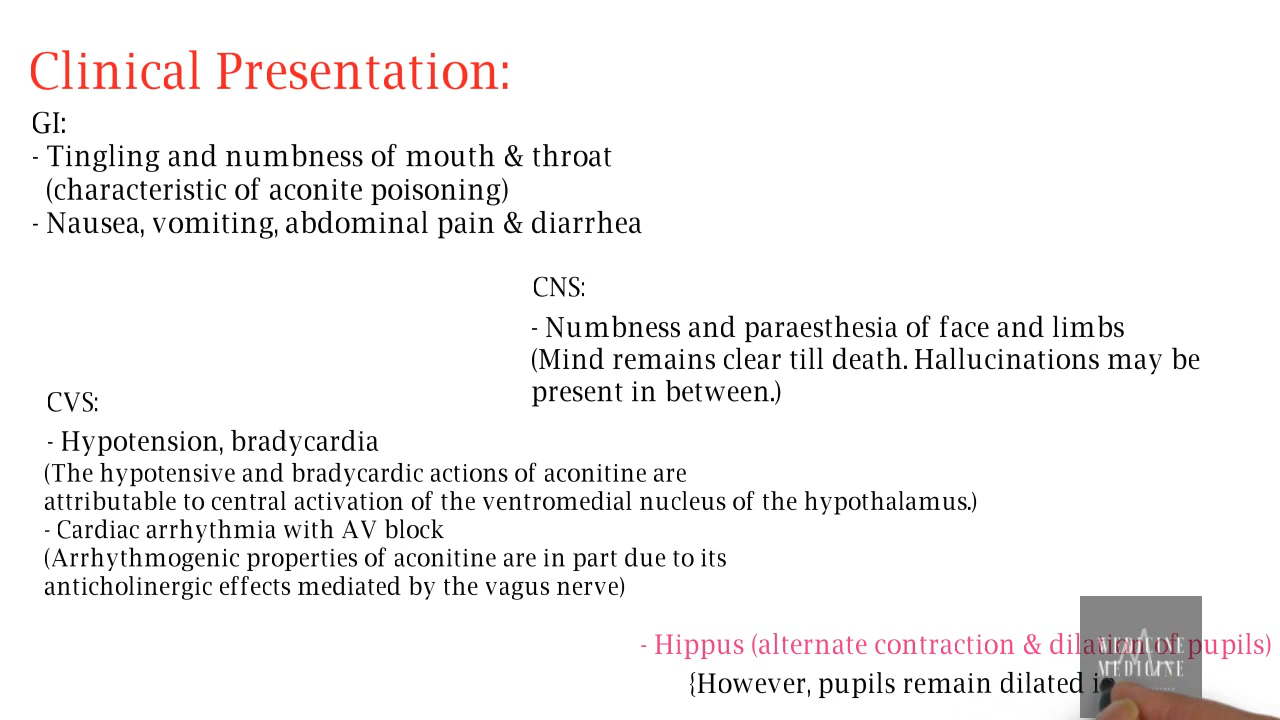 Clinical Presentation:
GI:
- Tingling and numbness of mouth & throat
(characteristic of aconite poisoning)
- Nausea, vomiting, abdominal pain & diarrhea
CNS:
- Numbness and paraesthesia of face and limbs
(Mind remains clear till death. Hallucinations may be
present in between.)
CVS:
- Hypotension, bradycardia
(The hypotensive and bradycardic actions of aconitine are
attributable to central activation of the ventromedial nucleus of the hypothalamus.)
- Cardiac arrhythmia with AV block
(Arrhythmogenic properties of aconitine are in part due to its
anticholinergic effects mediated by the vagus nerve)
- Hippus (alternate contraction & dilation of pupils)
{However, pupils remain dilated
MEDICINE
MEDICINE